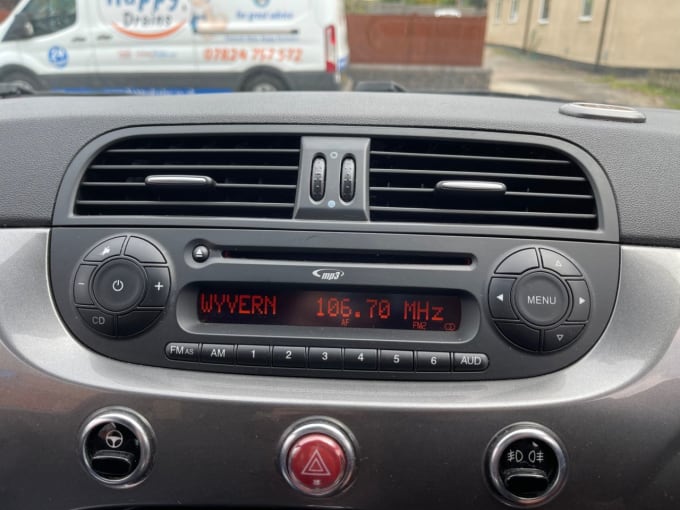 Happy
Drains
07824 757572
mp3
WYVERN 106.70 MHz
AF FM2 CD
CD
MENU
FM AS AM 1 2 3 4 5 6 AUD